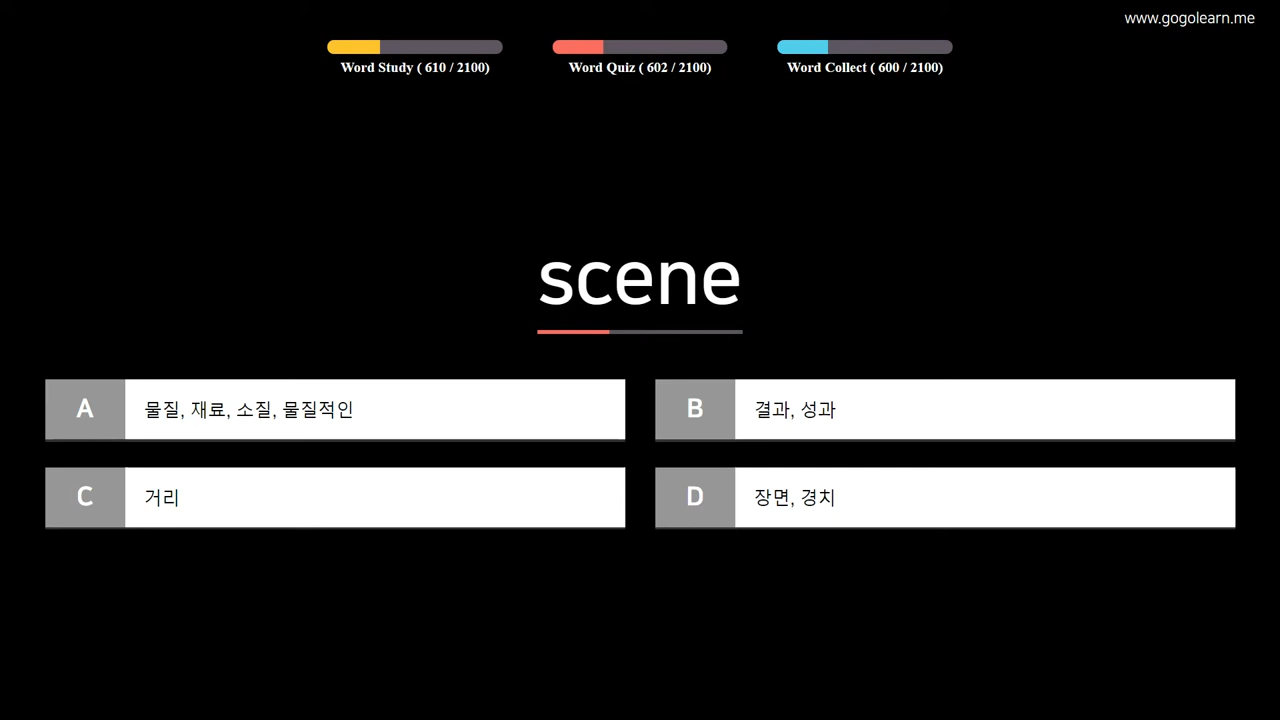 www.gogolearn.me
Word Study ( 610 / 2100)
Word Quiz ( 602 / 2100)
Word Collect ( 600 / 2100)
scene
A 물질, 재료, 소질, 물질적인
B 결과, 성과
C 거리
D 장면, 경치